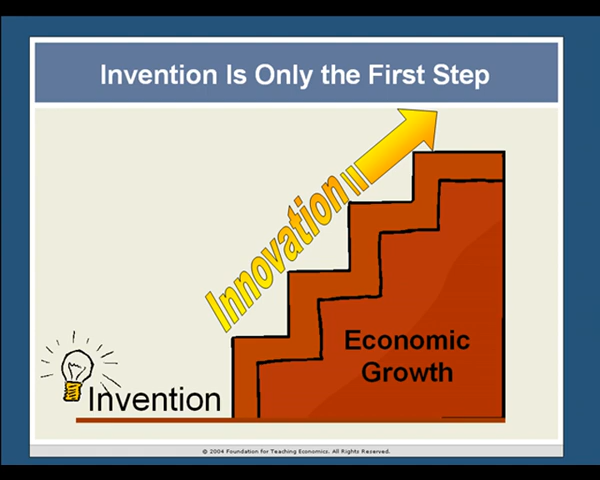 Invention Is Only the First Step
Innovation
Economic
Growth
Invention
© 2004 Foundation for Teaching Economics. All Rights Reserved.